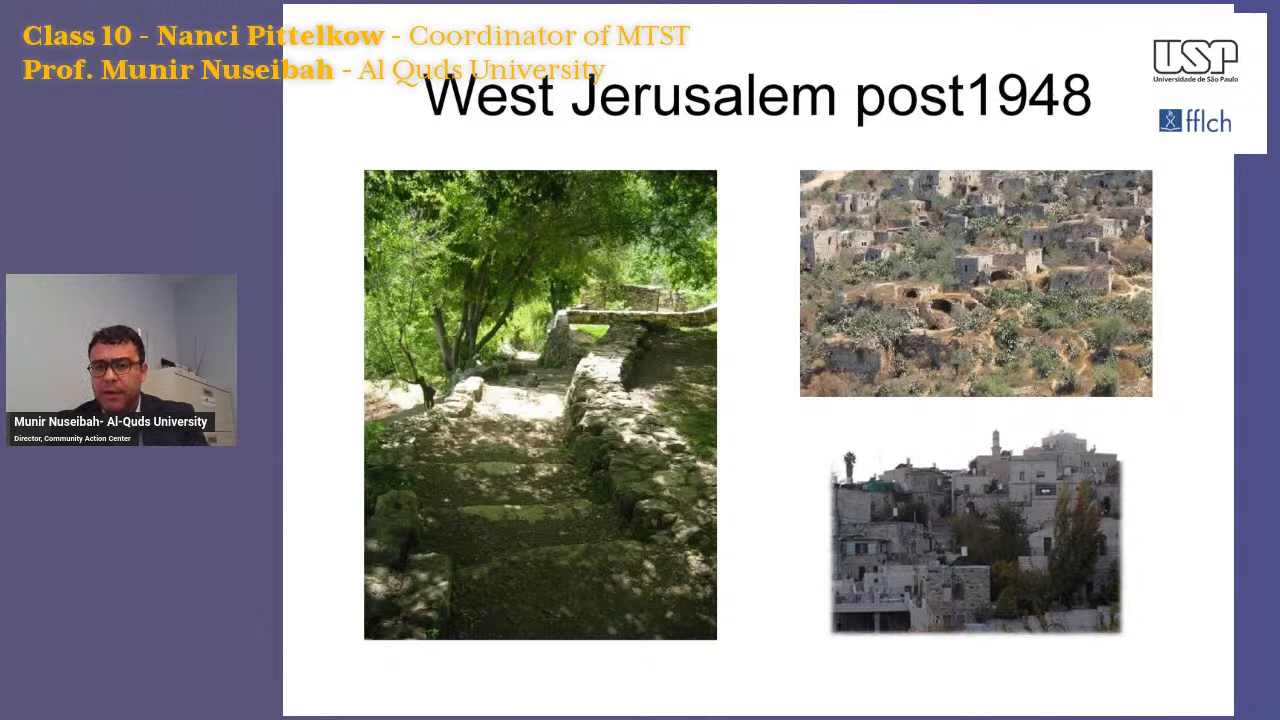 Class 10 - Nanci Pittelkow - Coordinator of MTST
Prof. Munir Nuseibah - Al Quds University
West Jerusalem post1948
USP
Universidade de São Paulo
fflch
Munir Nuseibah- Al-Quds University
Director, Community Action Center